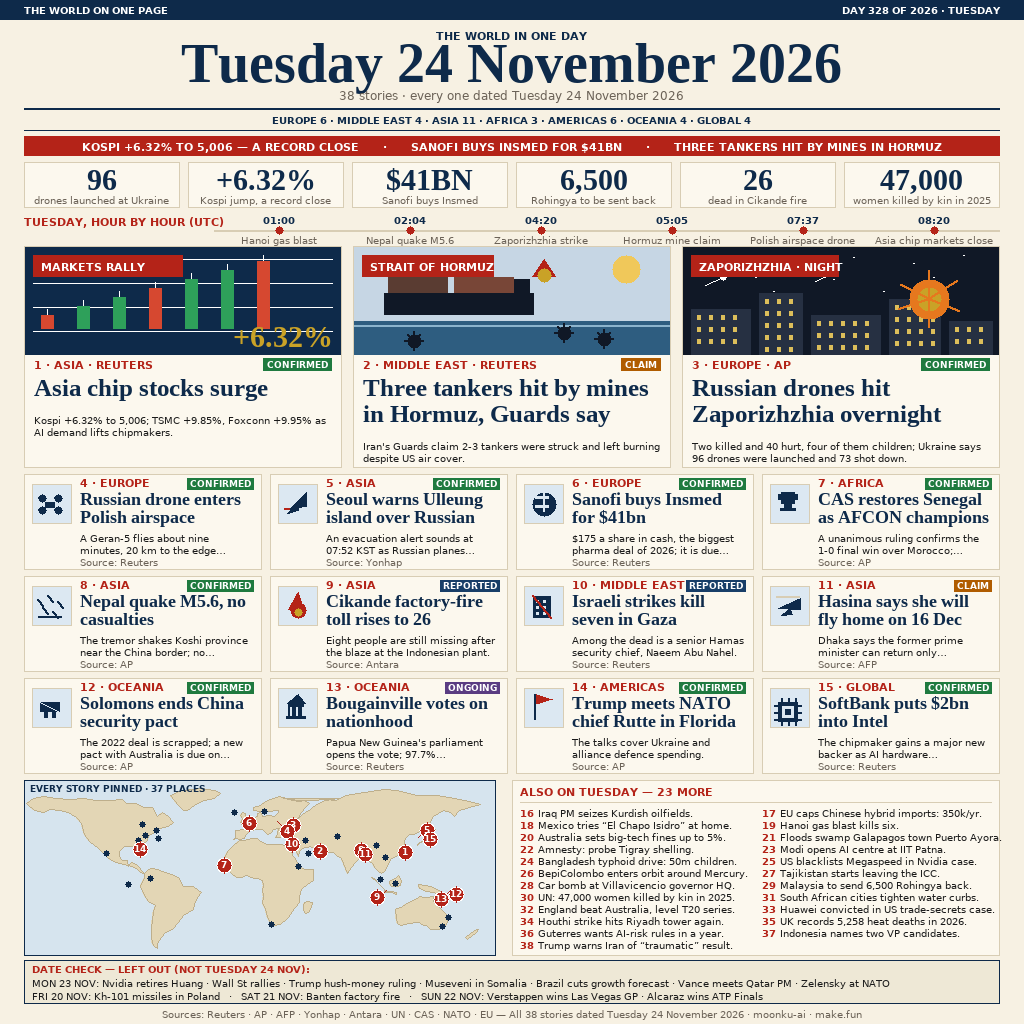 THE WORLD ON ONE PAGE
DAY 328 OF 2026 · TUESDAY
THE WORLD IN ONE DAY
Tuesday 24 November 2026
38 stories · every one dated Tuesday 24 November 2026
EUROPE 6 · MIDDLE EAST 4 · ASIA 11 · AFRICA 3 · AMERICAS 6 · OCEANIA 4 · GLOBAL 4
KOSPI +6.32% TO 5,006 — A RECORD CLOSE · SANOFI BUYS INSMED FOR $41BN · THREE TANKERS HIT BY MINES IN HORMUZ
96
drones launched at Ukraine
+6.32%
Kospi jump, a record close
$41BN
Sanofi buys Insmed
6,500
Rohingya to be sent back
26
dead in Cikande fire
47,000
women killed by kin in 2025
TUESDAY, HOUR BY HOUR (UTC)
01:00
Hanoi gas blast
02:04
Nepal quake M5.6
04:20
Zaporizhzhia strike
05:05
Hormuz mine claim
07:37
Polish airspace drone
08:20
Asia chip markets close
MARKETS RALLY
+6.32%
1 · ASIA · REUTERS
CONFIRMED
Asia chip stocks surge
Kospi +6.32% to 5,006; TSMC +9.85%, Foxconn +9.95% as
AI demand lifts chipmakers.
STRAIT OF HORMUZ
2 · MIDDLE EAST · REUTERS
CLAIM
Three tankers hit by mines
in Hormuz, Guards say
Iran's Guards claim 2-3 tankers were struck and left burning
despite US air cover.
ZAPORIZHZHIA · NIGHT
3 · EUROPE · AP
CONFIRMED
Russian drones hit
Zaporizhzhia overnight
Two killed and 40 hurt, four of them children; Ukraine says
96 drones were launched and 73 shot down.
4 · EUROPE
CONFIRMED
Russian drone enters
Polish airspace
A Geran-5 flies about nine
minutes, 20 km to the edge...
Source: Reuters
5 · ASIA
CONFIRMED
Seoul warns Ulleung
island over Russian
An evacuation alert sounds at
07:52 KST as Russian planes...
Source: Yonhap
6 · EUROPE
CONFIRMED
Sanofi buys Insmed
for $41bn
$175 a share in cash, the biggest
pharma deal of 2026; it is due...
Source: Reuters
7 · AFRICA
CONFIRMED
CAS restores Senegal
as AFCON champions
A unanimous ruling confirms the
1-0 final win over Morocco;...
Source: AP
8 · ASIA
CONFIRMED
Nepal quake M5.6, no
casualties
The tremor shakes Koshi province
near the China border; no...
Source: AP
9 · ASIA
REPORTED
Cikande factory-fire
toll rises to 26
Eight people are still missing after
the blaze at the Indonesian plant.
Source: Antara
10 · MIDDLE EAST
REPORTED
Israeli strikes kill
seven in Gaza
Among the dead is a senior Hamas
security chief, Naeem Abu Nahel.
Source: Reuters
11 · ASIA
CLAIM
Hasina says she will
fly home on 16 Dec
Dhaka says the former prime
minister can return only...
Source: AFP
12 · OCEANIA
CONFIRMED
Solomons ends China
security pact
The 2022 deal is scrapped; a new
pact with Australia is due on...
Source: AP
13 · OCEANIA
ONGOING
Bougainville votes on
nationhood
Papua New Guinea's parliament
opens the vote; 97.7%...
Source: Reuters
14 · AMERICAS
CONFIRMED
Trump meets NATO
chief Rutte in Florida
The talks cover Ukraine and
alliance defence spending.
Source: AP
15 · GLOBAL
CONFIRMED
SoftBank puts $2bn
into Intel
The chipmaker gains a major new
backer as AI hardware...
Source: Reuters
EVERY STORY PINNED · 37 PLACES
6
3
4
10
2
14
7
11
1
5
15
9
13
12
ALSO ON TUESDAY — 23 MORE
16 Iraq PM seizes Kurdish oilfields.
17 EU caps Chinese hybrid imports: 350k/yr.
18 Mexico tries “El Chapo Isidro” at home.
19 Hanoi gas blast kills six.
20 Australia sets big-tech fines up to 5%.
21 Floods swamp Galapagos town Puerto Ayora.
22 Amnesty: probe Tigray shelling.
23 Modi opens AI centre at IIT Patna.
24 Bangladesh typhoid drive: 50m children.
25 US blacklists Megaspeed in Nvidia case.
26 BepiColombo enters orbit around Mercury.
27 Tajikistan starts leaving the ICC.
28 Car bomb at Villavicencio governor HQ.
29 Malaysia to send 6,500 Rohingya back.
30 UN: 47,000 women killed by kin in 2025.
31 South African cities tighten water curbs.
32 England beat Australia, level T20 series.
33 Huawei convicted in US trade-secrets case.
34 Houthi strike hits Riyadh tower again.
35 UK records 5,258 heat deaths in 2026.
36 Guterres wants AI-risk rules in a year.
37 Indonesia names two VP candidates.
38 Trump warns Iran of “traumatic” result.
DATE CHECK — LEFT OUT (NOT TUESDAY 24 NOV):
MON 23 NOV: Nvidia retires Huang · Wall St rallies · Trump hush-money ruling · Museveni in Somalia · Brazil cuts growth forecast · Vance meets Qatar PM · Zelensky at NATO
FRI 20 NOV: Kh-101 missiles in Poland · SAT 21 NOV: Banten factory fire · SUN 22 NOV: Verstappen wins Las Vegas GP · Alcaraz wins ATP Finals
Sources: Reuters · AP · AFP · Yonhap · Antara · UN · CAS · NATO · EU — All 38 stories dated Tuesday 24 November 2026 · moonku-ai · make.fun